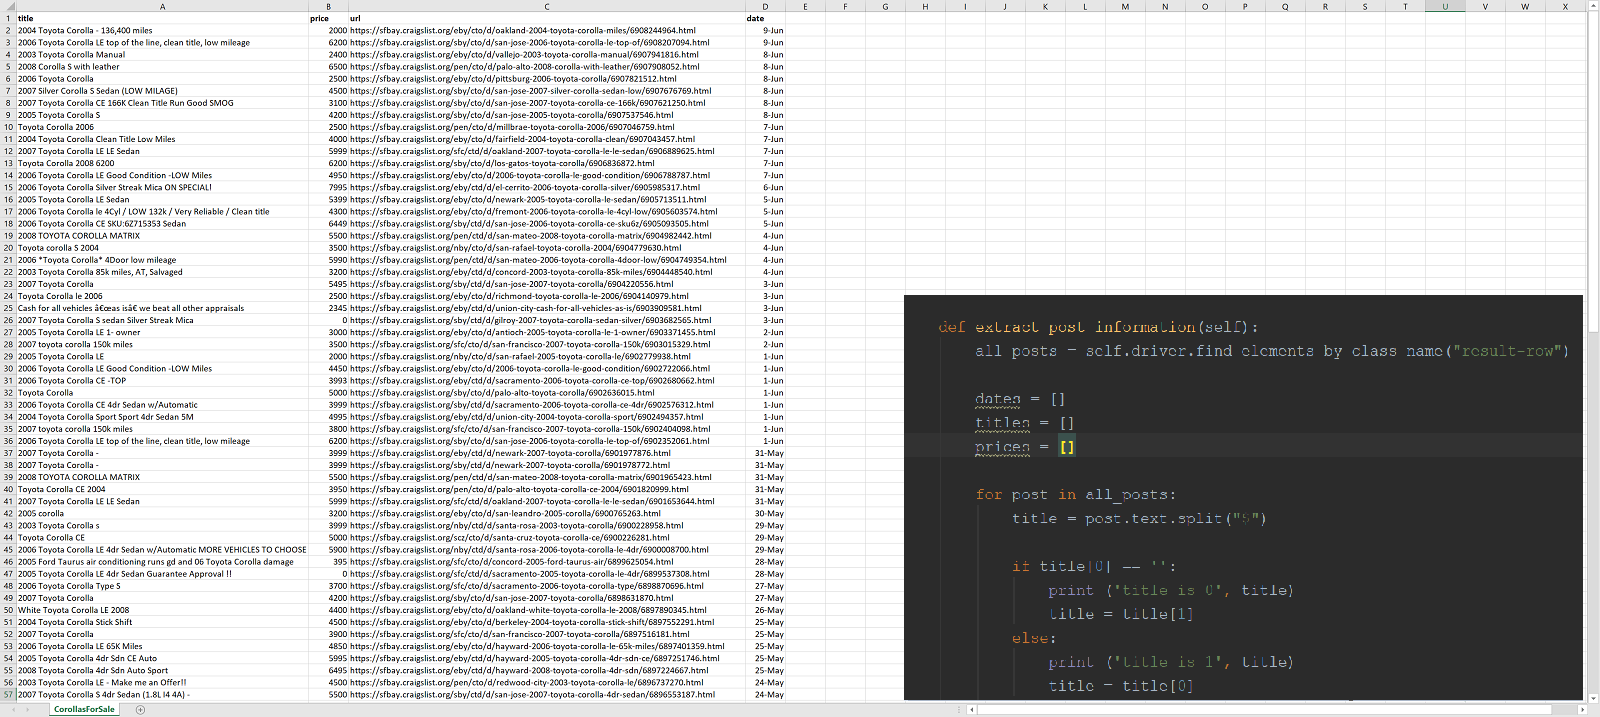 A B C D E F G H I J K L M N O P Q R S T U V W X
1 title price url date
2 2004 Toyota Corolla - 136,400 miles 2000 https://sfbay.craigslist.org/eby/cto/d/oakland-2004-toyota-corolla-miles/6908244964.html 9-Jun
3 2006 Toyota Corolla LE top of the line, clean title, low mileage 6200 https://sfbay.craigslist.org/sby/cto/d/san-jose-2006-toyota-corolla-le-top-of/6908207094.html 9-Jun
4 2003 Toyota Corolla Manual 2400 https://sfbay.craigslist.org/eby/cto/d/vallejo-2003-toyota-corolla-manual/6907941816.html 8-Jun
5 2008 Corolla S with leather 6500 https://sfbay.craigslist.org/pen/cto/d/palo-alto-2008-corolla-with-leather/6907908052.html 8-Jun
6 2006 Toyota Corolla 2500 https://sfbay.craigslist.org/eby/cto/d/pittsburg-2006-toyota-corolla/6907821512.html 8-Jun
7 2007 Silver Corolla S Sedan (LOW MILAGE) 4500 https://sfbay.craigslist.org/sby/cto/d/san-jose-2007-silver-corolla-sedan-low/6907676769.html 8-Jun
8 2007 Toyota Corolla CE 166K Clean Title Run Good SMOG 3100 https://sfbay.craigslist.org/sby/cto/d/san-jose-2007-toyota-corolla-ce-166k/6907621250.html 8-Jun
9 2005 Toyota Corolla S 4200 https://sfbay.craigslist.org/sby/cto/d/san-jose-2005-toyota-corolla/6907537546.html 8-Jun
10 Toyota Corolla 2006 2500 https://sfbay.craigslist.org/pen/cto/d/millbrae-toyota-corolla-2006/6907046759.html 7-Jun
11 2004 Toyota Corolla Clean Title Low Miles 4000 https://sfbay.craigslist.org/nby/cto/d/fairfield-2004-toyota-corolla-clean/6907043457.html 7-Jun
12 2007 Toyota Corolla LE LE Sedan 5999 https://sfbay.craigslist.org/sfc/ctd/d/oakland-2007-toyota-corolla-le-le-sedan/6906889625.html 7-Jun
13 Toyota Corolla 2008 6200 6200 https://sfbay.craigslist.org/sby/cto/d/los-gatos-toyota-corolla/6906836872.html 7-Jun
14 2006 Toyota Corolla LE Good Condition -LOW Miles 4950 https://sfbay.craigslist.org/eby/cto/d/2006-toyota-corolla-le-good-condition/6906788787.html 7-Jun
15 2006 Toyota Corolla Silver Streak Mica ON SPECIAL! 7995 https://sfbay.craigslist.org/eby/ctd/d/el-cerrito-2006-toyota-corolla-silver/6905985317.html 6-Jun
16 2005 Toyota Corolla LE Sedan 5399 https://sfbay.craigslist.org/eby/ctd/d/newark-2005-toyota-corolla-le-sedan/6905713511.html 5-Jun
17 2006 Toyota Corolla le 4Cyl / LOW 132k / Very Reliable / Clean title 4300 https://sfbay.craigslist.org/eby/cto/d/fremont-2006-toyota-corolla-le-4cyl-low/6905603574.html 5-Jun
18 2006 Toyota Corolla CE SKU:6Z715353 Sedan 6449 https://sfbay.craigslist.org/sby/ctd/d/san-jose-2006-toyota-corolla-ce-sku6z/6905093505.html 5-Jun
19 2008 TOYOTA COROLLA MATRIX 5500 https://sfbay.craigslist.org/pen/ctd/d/san-mateo-2008-toyota-corolla-matrix/6904982442.html 4-Jun
20 Toyota corolla S 2004 3500 https://sfbay.craigslist.org/nby/cto/d/san-rafael-toyota-corolla-2004/6904779630.html 4-Jun
21 2006 *Toyota Corolla* 4Door low mileage 5990 https://sfbay.craigslist.org/pen/ctd/d/san-mateo-2006-toyota-corolla-4door-low/6904749354.html 4-Jun
22 2003 Toyota Corolla 85k miles, AT, Salvaged 3200 https://sfbay.craigslist.org/eby/ctd/d/concord-2003-toyota-corolla-85k-miles/6904448540.html 4-Jun
23 2007 Toyota Corolla 5495 https://sfbay.craigslist.org/sby/ctd/d/san-jose-2007-toyota-corolla/6904220556.html 3-Jun
24 Toyota Corolla le 2006 2500 https://sfbay.craigslist.org/eby/cto/d/richmond-toyota-corolla-le-2006/6904140979.html 3-Jun
25 Cash for all vehicles â€œas isâ€ we beat all other appraisals 2345 https://sfbay.craigslist.org/eby/ctd/d/union-city-cash-for-all-vehicles-as-is/6903909581.html 3-Jun
26 2007 Toyota Corolla S sedan Silver Streak Mica 0 https://sfbay.craigslist.org/sby/ctd/d/gilroy-2007-toyota-corolla-sedan-silver/6903682565.html 3-Jun
27 2005 Toyota Corolla LE 1- owner 3000 https://sfbay.craigslist.org/eby/cto/d/antioch-2005-toyota-corolla-le-1-owner/6903371455.html 2-Jun
28 2007 toyota corolla 150k miles 3500 https://sfbay.craigslist.org/sfc/cto/d/san-francisco-2007-toyota-corolla-150k/6903015329.html 2-Jun
29 2005 Toyota Corolla LE 2000 https://sfbay.craigslist.org/nby/cto/d/san-rafael-2005-toyota-corolla-le/6902779938.html 1-Jun
30 2006 Toyota Corolla LE Good Condition -LOW Miles 4450 https://sfbay.craigslist.org/eby/cto/d/2006-toyota-corolla-le-good-condition/6902722066.html 1-Jun
31 2006 Toyota Corolla CE -TOP 3993 https://sfbay.craigslist.org/eby/ctd/d/sacramento-2006-toyota-corolla-ce-top/6902680662.html 1-Jun
32 Toyota Corolla 5000 https://sfbay.craigslist.org/pen/cto/d/palo-alto-toyota-corolla/6902636015.html 1-Jun
33 2006 Toyota Corolla CE 4dr Sedan w/Automatic 3999 https://sfbay.craigslist.org/eby/ctd/d/sacramento-2006-toyota-corolla-ce-4dr/6902576312.html 1-Jun
34 2004 Toyota Corolla Sport Sport 4dr Sedan 5M 4995 https://sfbay.craigslist.org/eby/ctd/d/union-city-2004-toyota-corolla-sport/6902494357.html 1-Jun
35 2007 toyota corolla 150k miles 3800 https://sfbay.craigslist.org/sfc/cto/d/san-francisco-2007-toyota-corolla-150k/6902404098.html 1-Jun
36 2006 Toyota Corolla LE top of the line, clean title, low mileage 6200 https://sfbay.craigslist.org/sby/cto/d/san-jose-2006-toyota-corolla-le-top-of/6902352061.html 1-Jun
37 2007 Toyota Corolla - 3999 https://sfbay.craigslist.org/eby/ctd/d/newark-2007-toyota-corolla/6901977876.html 31-May
38 2007 Toyota Corolla - 3999 https://sfbay.craigslist.org/sby/ctd/d/newark-2007-toyota-corolla/6901978772.html 31-May
39 2008 TOYOTA COROLLA MATRIX 5500 https://sfbay.craigslist.org/pen/ctd/d/san-mateo-2008-toyota-corolla-matrix/6901965423.html 31-May
40 Toyota Corolla CE 2004 3950 https://sfbay.craigslist.org/pen/cto/d/palo-alto-toyota-corolla-ce-2004/6901820999.html 31-May
41 2007 Toyota Corolla LE LE Sedan 5999 https://sfbay.craigslist.org/sfc/ctd/d/oakland-2007-toyota-corolla-le-le-sedan/6901653644.html 31-May
42 2005 corolla 3200 https://sfbay.craigslist.org/eby/cto/d/san-leandro-2005-corolla/6900765263.html 30-May
43 2003 Toyota Corolla s 3999 https://sfbay.craigslist.org/nby/ctd/d/santa-rosa-2003-toyota-corolla/6900228958.html 29-May
44 Toyota Corolla CE 5000 https://sfbay.craigslist.org/scz/cto/d/santa-cruz-toyota-corolla-ce/6900226281.html 29-May
45 2006 Toyota Corolla LE 4dr Sedan w/Automatic MORE VEHICLES TO CHOOSE 5900 https://sfbay.craigslist.org/nby/ctd/d/santa-rosa-2006-toyota-corolla-le-4dr/6900008700.html 29-May
46 2005 Ford Taurus air conditioning runs gd and 06 Toyota Corolla damage 395 https://sfbay.craigslist.org/sfc/cto/d/concord-2005-ford-taurus-air/6899625054.html 28-May
47 2005 Toyota Corolla LE 4dr Sedan Guarantee Approval !! 0 https://sfbay.craigslist.org/eby/ctd/d/sacramento-2005-toyota-corolla-le-4dr/6899537308.html 28-May
48 2006 Toyota Corolla Type S 3700 https://sfbay.craigslist.org/sfc/cto/d/sacramento-2006-toyota-corolla-type/6898870696.html 27-May
49 2007 Toyota Corolla 4200 https://sfbay.craigslist.org/sby/cto/d/san-jose-2007-toyota-corolla/6898631870.html 27-May
50 White Toyota Corolla LE 2008 4400 https://sfbay.craigslist.org/eby/cto/d/oakland-white-toyota-corolla-le-2008/6897890345.html 26-May
51 2004 Toyota Corolla Stick Shift 4500 https://sfbay.craigslist.org/eby/cto/d/berkeley-2004-toyota-corolla-stick-shift/6897552291.html 25-May
52 2007 Toyota Corolla 3900 https://sfbay.craigslist.org/sfc/cto/d/san-francisco-2007-toyota-corolla/6897516181.html 25-May
53 2006 Toyota Corolla LE 65K Miles 4850 https://sfbay.craigslist.org/eby/ctd/d/hayward-2006-toyota-corolla-le-65k-miles/6897401359.html 25-May
54 2005 Toyota Corolla 4dr Sdn CE Auto 5995 https://sfbay.craigslist.org/eby/ctd/d/hayward-2005-toyota-corolla-4dr-sdn-ce/6897251746.html 25-May
55 2008 Toyota Corolla 4dr Sdn Auto Sport 6495 https://sfbay.craigslist.org/eby/ctd/d/hayward-2008-toyota-corolla-4dr-sdn/6897224667.html 25-May
56 2003 Toyota Corolla LE - Make me an Offer!! 4500 https://sfbay.craigslist.org/pen/cto/d/redwood-city-2003-toyota-corolla-le/6896737270.html 24-May
57 2007 Toyota Corolla S 4dr Sedan (1.8L I4 4A) - 5500 https://sfbay.craigslist.org/sby/ctd/d/san-jose-2007-toyota-corolla-4dr-sedan/6896553187.html 24-May
CorollasForSale
def extract_post_information(self):
all_posts = self.driver.find_elements_by_class_name("result-row")
dates = []
titles = []
prices = []
for post in all_posts:
title = post.text.split("$")
if title[0] == '':
print ('title is 0', title)
title = title[1]
else:
print ('title is 1', title)
title = title[0]